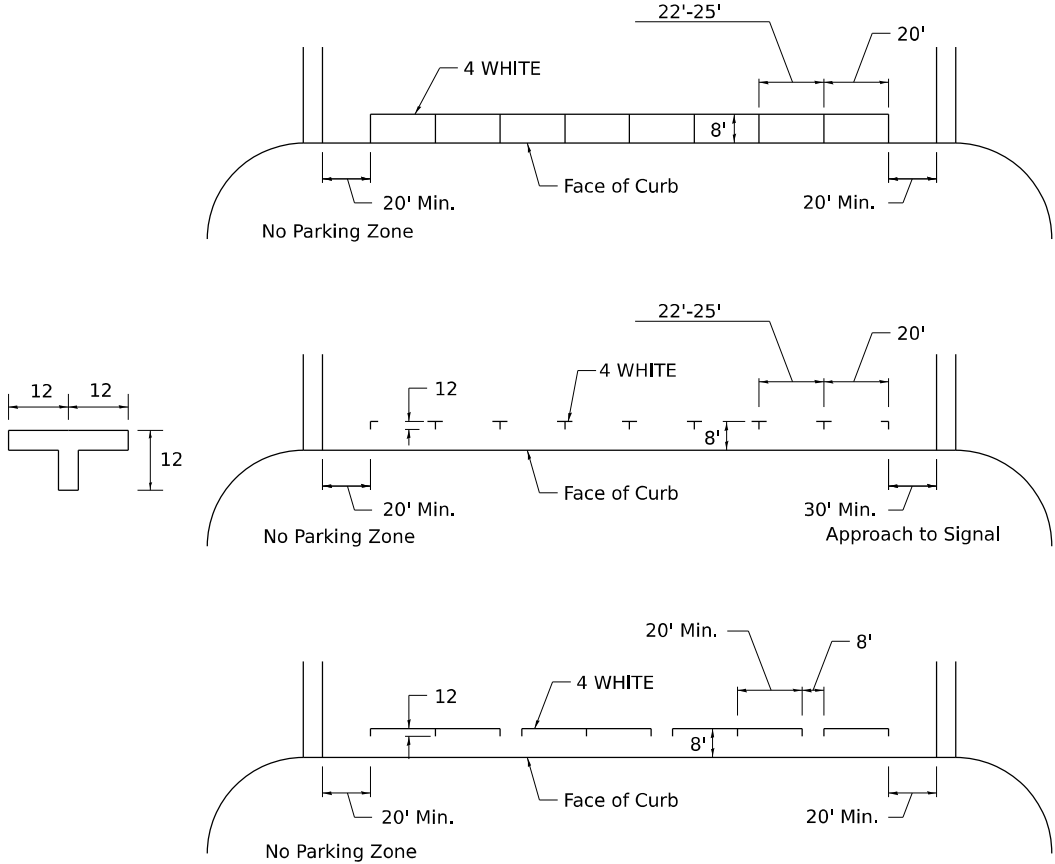 22'-25'
20'
4 WHITE
8'
Face of Curb
20' Min.
20' Min.
No Parking Zone
22'-25'
20'
12
4 WHITE
12 12
12
8'
Face of Curb
20' Min.
30' Min.
No Parking Zone
Approach to Signal
20' Min.
8'
12
4 WHITE
8'
Face of Curb
20' Min.
20' Min.
No Parking Zone